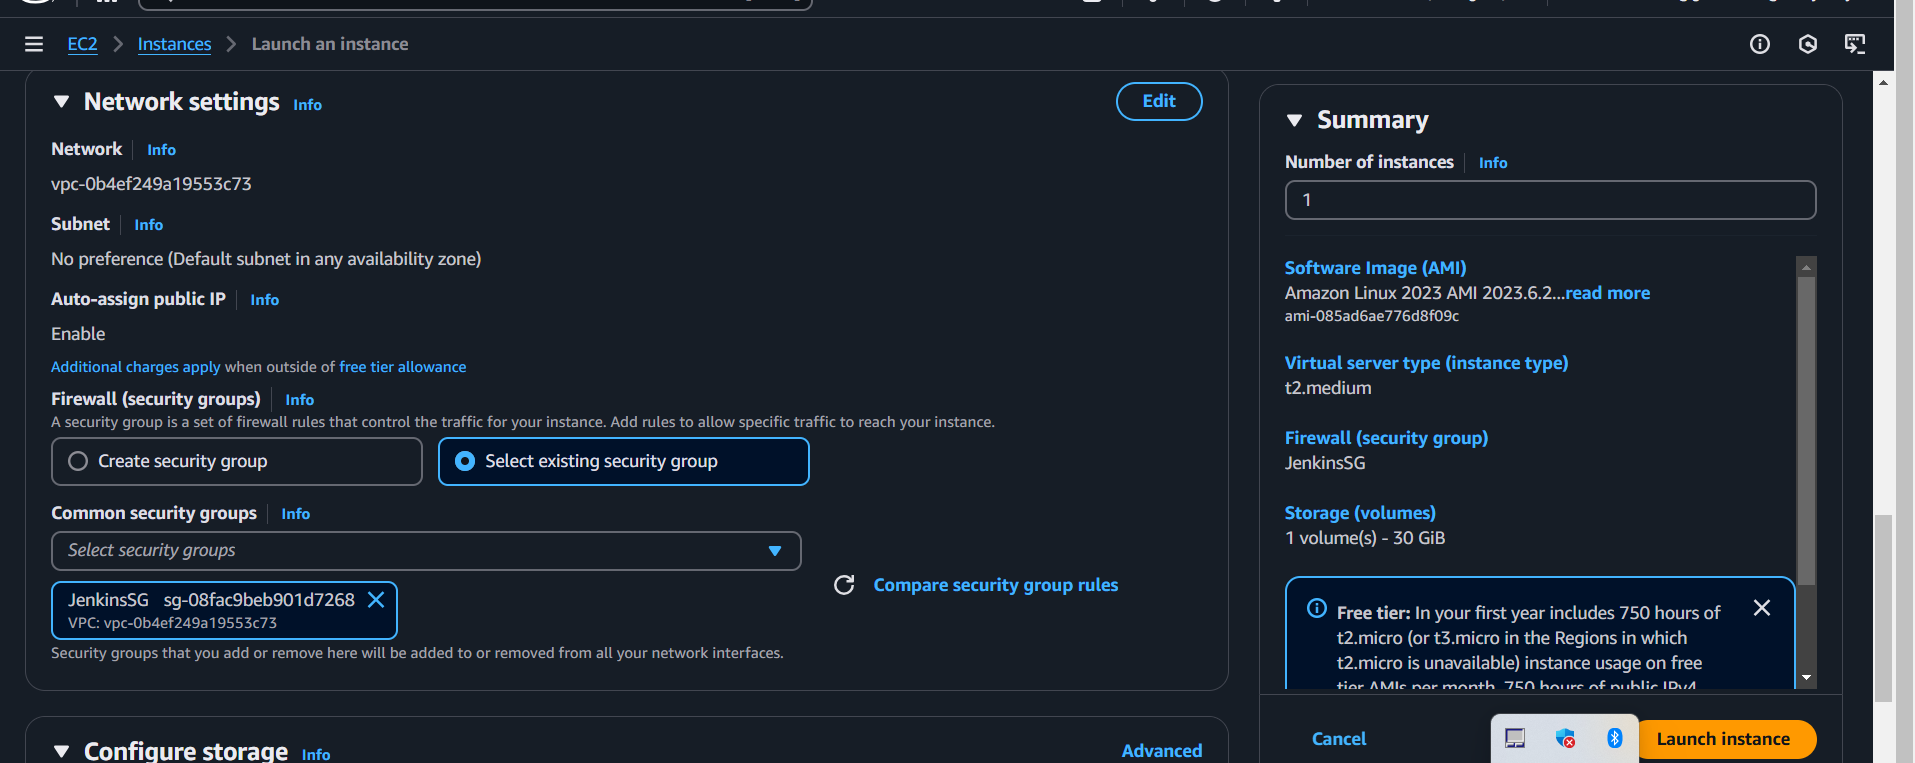 EC2 > Instances > Launch an instance
Network settings Info
Edit
Network Info
vpc-0b4ef249a19553c73
Subnet Info
No preference (Default subnet in any availability zone)
Auto-assign public IP Info
Enable
Additional charges apply when outside of free tier allowance
Firewall (security groups) Info
A security group is a set of firewall rules that control the traffic for your instance. Add rules to allow specific traffic to reach your instance.
Create security group
Select existing security group
Common security groups Info
Select security groups
Compare security group rules
JenkinsSG sg-08fac9beb901d7268
VPC: vpc-0b4ef249a19553c73
Security groups that you add or remove here will be added to or removed from all your network interfaces.
Configure storage Info
Advanced
Summary
Number of instances Info
1
Software Image (AMI)
Amazon Linux 2023 AMI 2023.6.2...read more
ami-085ad6ae776d8f09c
Virtual server type (instance type)
t2.medium
Firewall (security group)
JenkinsSG
Storage (volumes)
1 volume(s) - 30 GiB
Free tier: In your first year includes 750 hours of
t2.micro (or t3.micro in the Regions in which
t2.micro is unavailable) instance usage on free
tier AMIs per month, 750 hours of public IPv4
Cancel
Launch instance